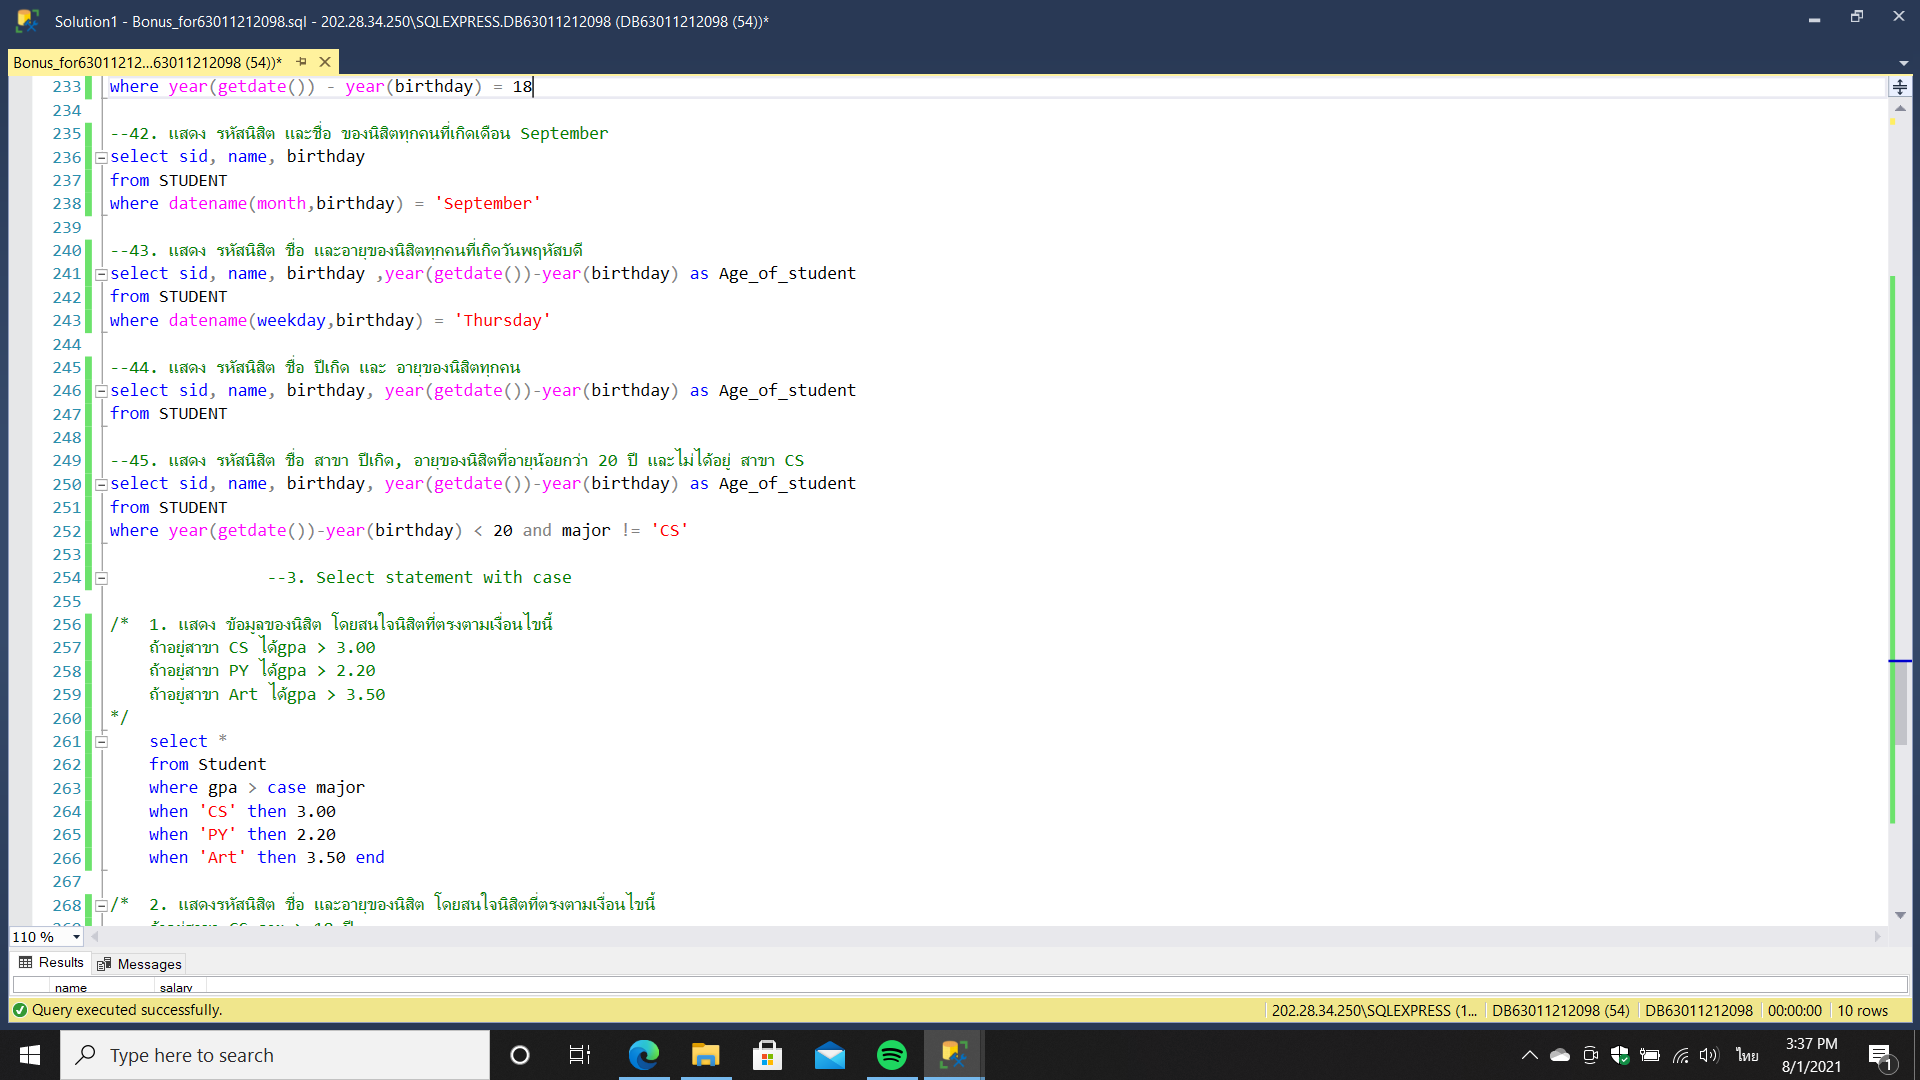 Solution1 - Bonus_for63011212098.sql - 202.28.34.250\SQLEXPRESS.DB63011212098 (DB63011212098 (54))*
Bonus_for63011212...63011212098 (54))*
233 where year(getdate()) - year(birthday) = 18
234
235 --42. แสดง รหัสนิสิต และชื่อ ของนิสิตทุกคนที่เกิดเดือน September
236 select sid, name, birthday
237 from STUDENT
238 where datename(month,birthday) = 'September'
239
240 --43. แสดง รหัสนิสิต ชื่อ และอายุของนิสิตทุกคนที่เกิดวันพฤหัสบดี
241 select sid, name, birthday ,year(getdate())-year(birthday) as Age_of_student
242 from STUDENT
243 where datename(weekday,birthday) = 'Thursday'
244
245 --44. แสดง รหัสนิสิต ชื่อ ปีเกิด และ อายุของนิสิตทุกคน
246 select sid, name, birthday, year(getdate())-year(birthday) as Age_of_student
247 from STUDENT
248
249 --45. แสดง รหัสนิสิต ชื่อ สาขา ปีเกิด, อายุของนิสิตที่อายุน้อยกว่า 20 ปี และไม่ได้อยู่ สาขา CS
250 select sid, name, birthday, year(getdate())-year(birthday) as Age_of_student
251 from STUDENT
252 where year(getdate())-year(birthday) < 20 and major != 'CS'
253
254 --3. Select statement with case
255
256 /* 1. แสดง ข้อมูลของนิสิต โดยสนใจนิสิตที่ตรงตามเงื่อนไขนี้
257 ถ้าอยู่สาขา CS ได้gpa > 3.00
258 ถ้าอยู่สาขา PY ได้gpa > 2.20
259 ถ้าอยู่สาขา Art ได้gpa > 3.50
260 */
261 select *
262 from Student
263 where gpa > case major
264 when 'CS' then 3.00
265 when 'PY' then 2.20
266 when 'Art' then 3.50 end
267
268 /* 2. แสดงรหัสนิสิต ชื่อ และอายุของนิสิต โดยสนใจนิสิตที่ตรงตามเงื่อนไขนี้
110 %
Results Messages
name salary
Query executed successfully. 202.28.34.250\SQLEXPRESS (1... DB63011212098 (54) DB63011212098 00:00:00 10 rows
Type here to search
ไทย
3:37 PM
8/1/2021
1